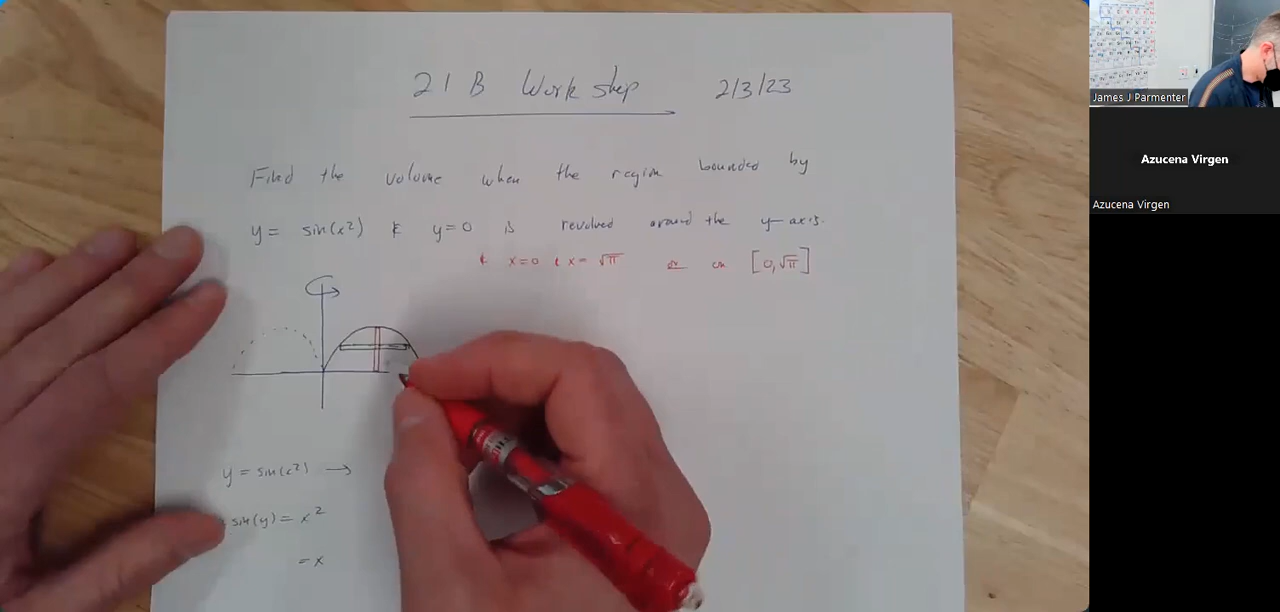 21B Workshop 2/3/23
Find the volume when the region bounded by
y = sin(x²) & y=0 is revolved around the y-axis.
& x=0 & x=√π or on [0,√π]
y = sin(x²) →
sin(y) = x²
= x
James J Parmenter
Azucena Virgen
Azucena Virgen